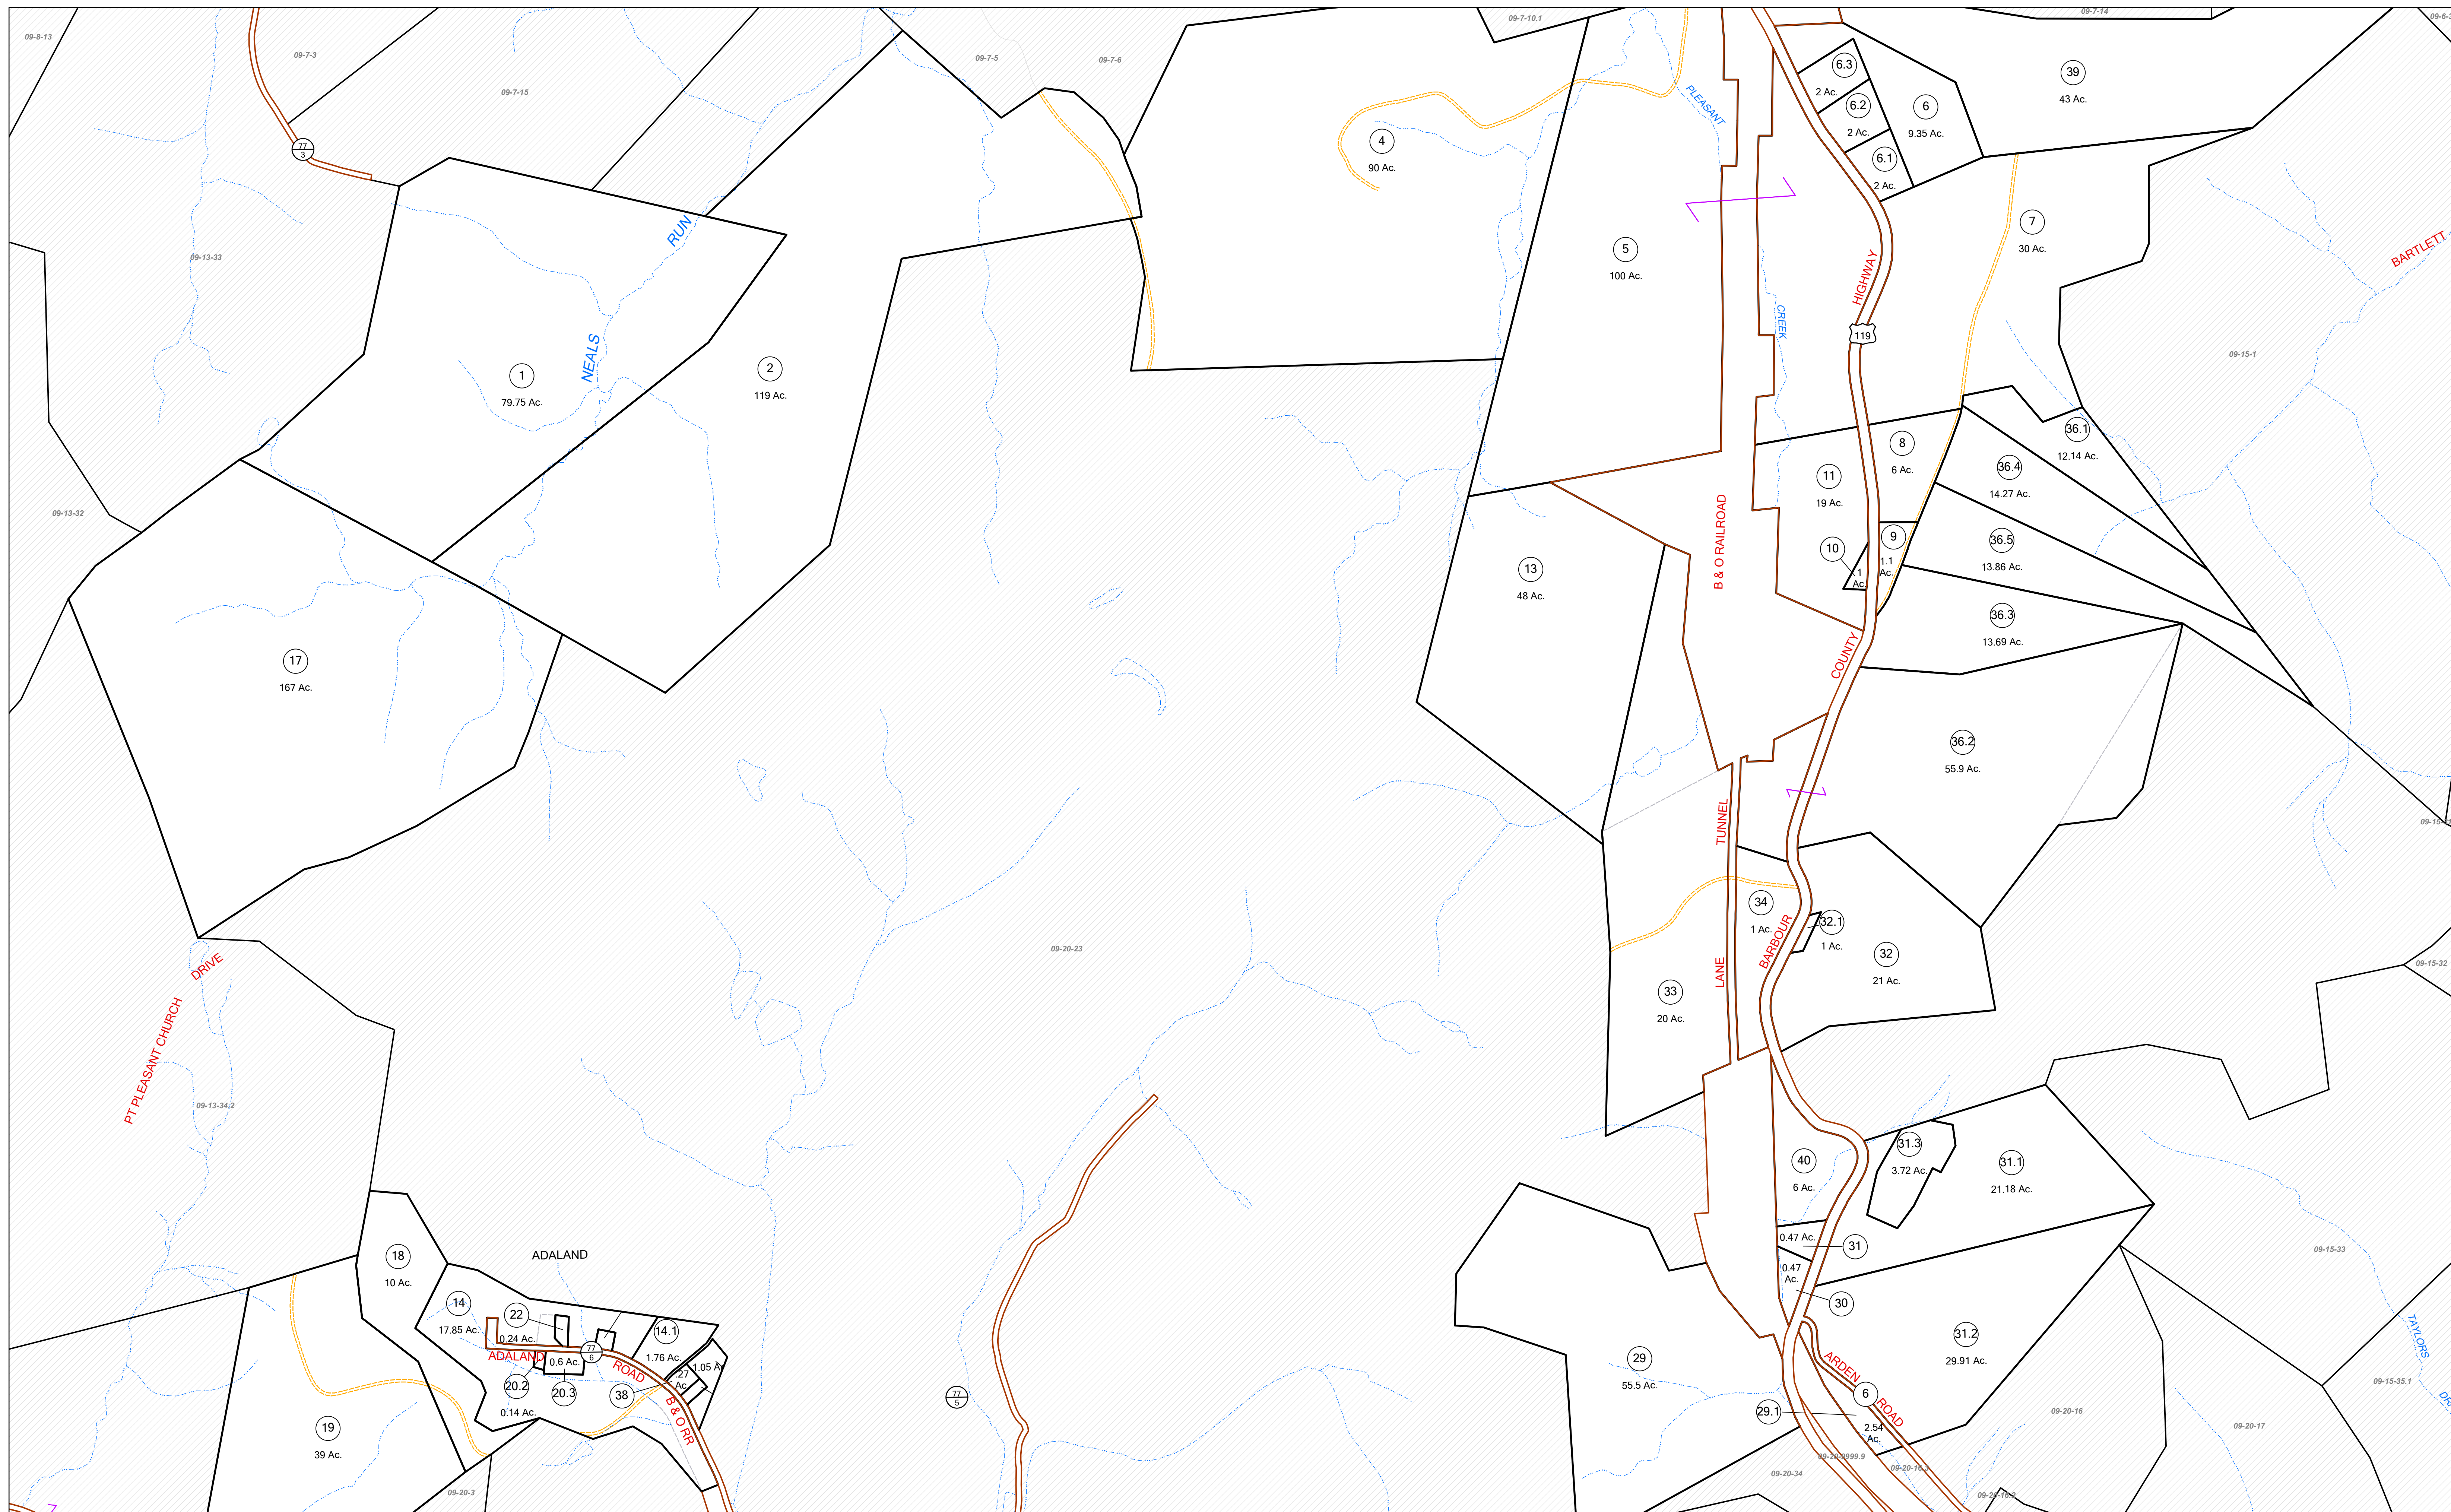 09-8-13
09-7-3
09-7-15
09-7-5
09-7-6
09-7-10.1
09-7-14
77
3
09-13-33
09-13-32
RUN
NEALS
1
79.75 Ac.
2
119 Ac.
4
90 Ac.
PLEASANT
CREEK
5
100 Ac.
6.3
2 Ac.
6.2
2 Ac.
6.1
2 Ac.
6
9.35 Ac.
39
43 Ac.
7
30 Ac.
HIGHWAY
119
BARTLETT
09-15-1
36.1
12.14 Ac.
36.4
14.27 Ac.
36.5
13.86 Ac.
36.3
13.69 Ac.
8
6 Ac.
11
19 Ac.
9
1.1
Ac.
10
1
Ac.
B & O RAILROAD
13
48 Ac.
COUNTY
17
167 Ac.
36.2
55.9 Ac.
TUNNEL
LANE
34
1 Ac.
BARBOUR
32.1
1 Ac.
32
21 Ac.
33
20 Ac.
09-20-23
09-15-32
DRIVE
PT PLEASANT CHURCH
09-13-34.2
40
6 Ac.
31.3
3.72 Ac.
31.1
21.18 Ac.
0.47 Ac.
31
0.47
Ac.
30
09-15-33
18
10 Ac.
ADALAND
14
17.85 Ac.
22
0.24 Ac.
ADALAND
77
6
0.6 Ac.
ROAD
14.1
1.76 Ac.
1.05 A
.27
Ac.
20.2
0.14 Ac.
20.3
38
B & O RR
19
39 Ac.
09-20-3
77
5
29
55.5 Ac.
31.2
29.91 Ac.
ARDEN
ROAD
6
29.1
2.54
Ac.
TAYLORS
09-15-35.1
09-20-16
09-20-17
09-20-34